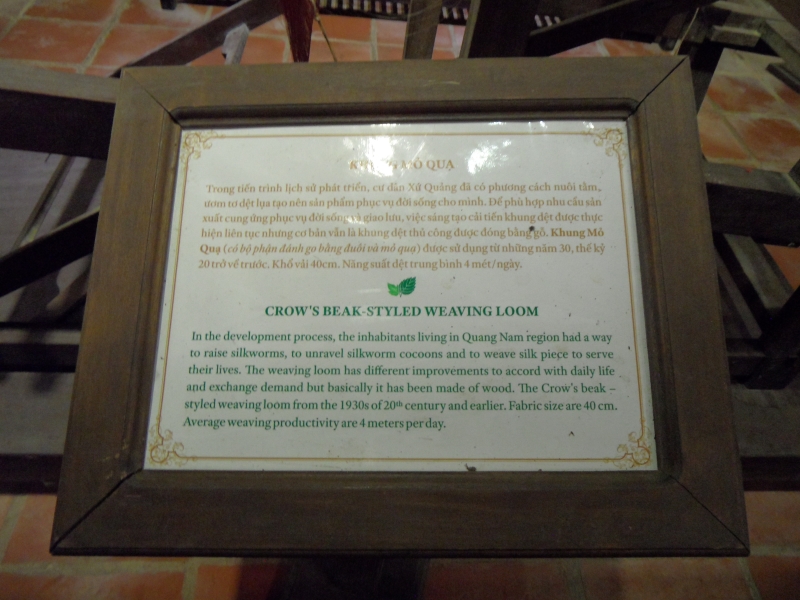 MỎ QUẠ
Trong tiến trình lịch sử phát triển, cư dân Xứ Quảng đã có phương cách nuôi tằm,
ươm tơ dệt lụa tạo nên sản phẩm phục vụ đời sống cho mình. Để phù hợp nhu cầu sản
xuất cung ứng phục vụ đời sống và giao lưu, việc sáng tạo cải tiến khung dệt được thực
hiện liên tục nhưng cơ bản vẫn là khung dệt thủ công được đóng bằng gỗ. Khung Mỏ
Quạ (có bộ phận đánh go bằng đuôi và mỏ quạ) được sử dụng từ những năm 30, thế kỷ
20 trở về trước. Khổ vải 40cm. Năng suất dệt trung bình 4 mét/ngày.
CROW'S BEAK-STYLED WEAVING LOOM
In the development process, the inhabitants living in Quang Nam region had a way
to raise silkworms, to unravel silkworm cocoons and to weave silk piece to serve
their lives. The weaving loom has different improvements to accord with daily life
and exchange demand but basically it has been made of wood. The Crow's beak –
styled weaving loom from the 1930s of 20th century and earlier. Fabric size are 40 cm.
Average weaving productivity are 4 meters per day.